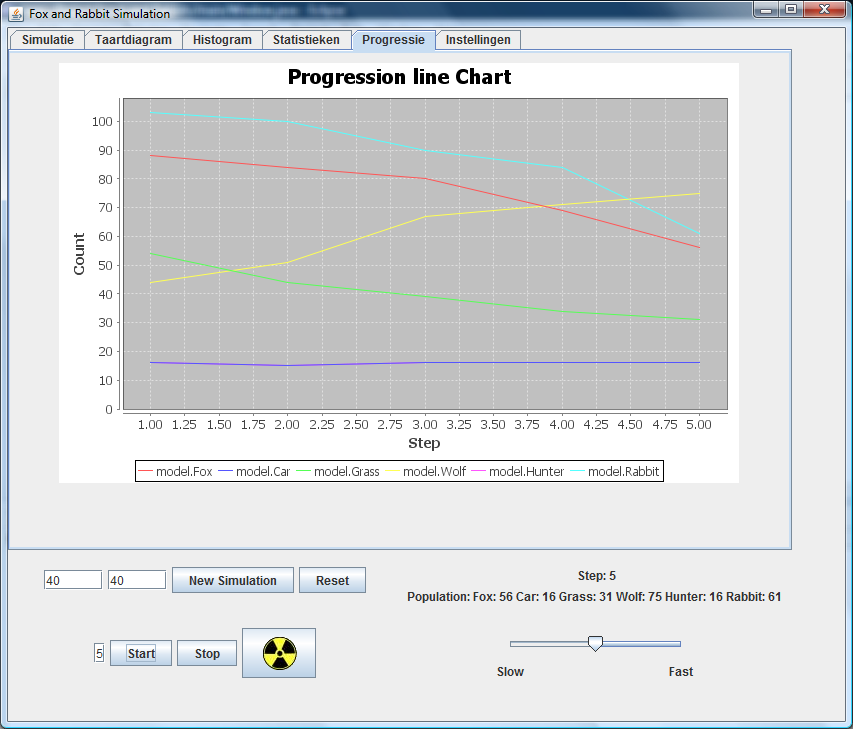 Fox and Rabbit Simulation
Simulatie Taartdiagram Histogram Statistieken Progressie Instellingen
Progression line Chart
Count
100
90
80
70
60
50
40
30
20
10
0
1.00 1.25 1.50 1.75 2.00 2.25 2.50 2.75 3.00 3.25 3.50 3.75 4.00 4.25 4.50 4.75 5.00
Step
model.Fox model.Car model.Grass model.Wolf model.Hunter model.Rabbit
40 40 New Simulation Reset
Step: 5
Population: Fox: 56 Car: 16 Grass: 31 Wolf: 75 Hunter: 16 Rabbit: 61
5 Start Stop
Slow Fast